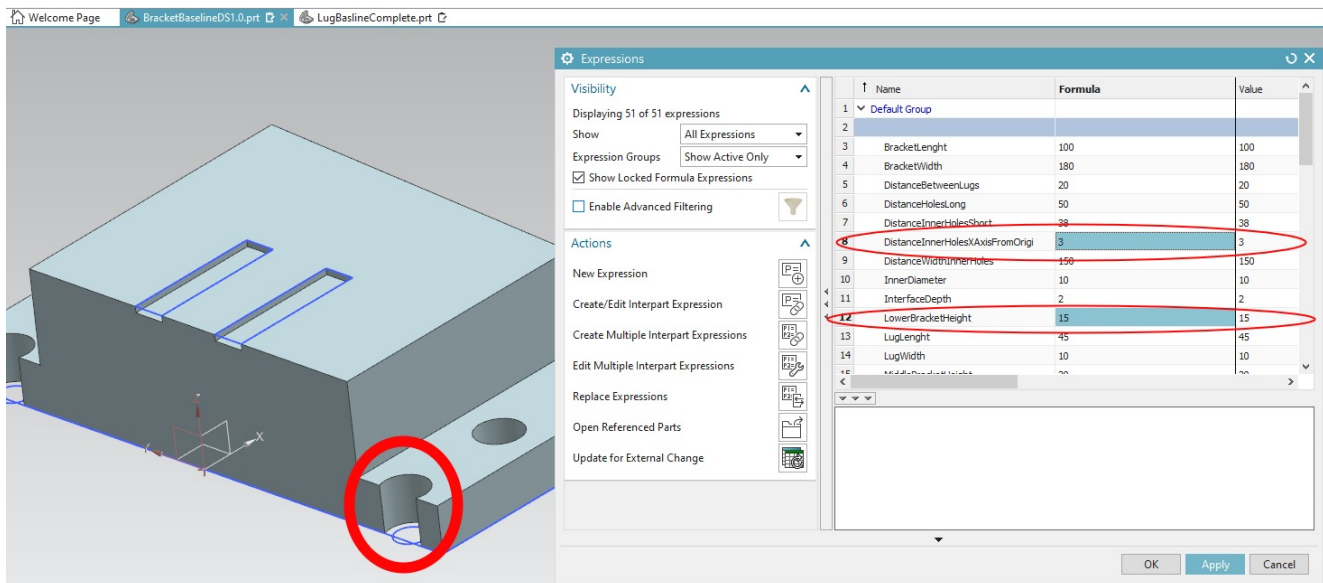 Welcome Page BracketBaselineDS1.0.prt LugBaslineComplete.prt
Expressions
Visibility
Displaying 51 of 51 expressions
Show All Expressions
Expression Groups Show Active Only
Show Locked Formula Expressions
Enable Advanced Filtering
Actions
New Expression
Create/Edit Interpart Expression
Create Multiple Interpart Expressions
Edit Multiple Interpart Expressions
Replace Expressions
Open Referenced Parts
Update for External Change
Name Formula Value
1 Default Group
2
3 BracketLenght 100 100
4 BracketWidth 180 180
5 DistanceBetweenLugs 20 20
6 DistanceHolesLong 50 50
7 DistanceInnerHolesShort 38 38
8 DistanceInnerHolesXAxisFromOrigi 3 3
9 DistanceWidthInnerHoles 150 150
10 InnerDiameter 10 10
11 InterfaceDepth 2 2
12 LowerBracketHeight 15 15
13 LugLenght 45 45
14 LugWidth 10 10
Z
Y
X
OK Apply Cancel